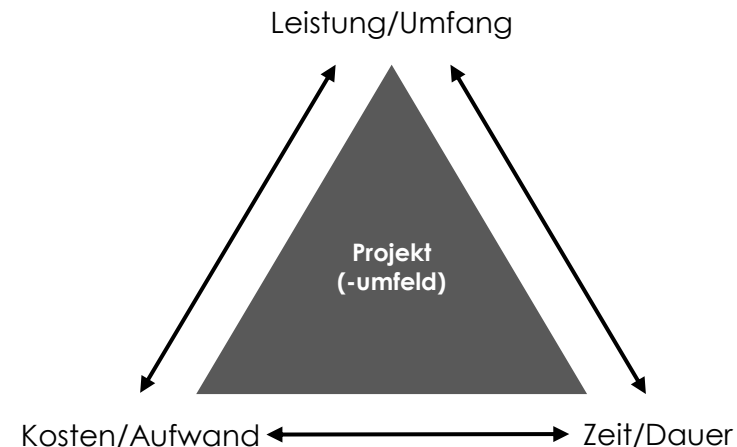 Leistung/Umfang
Projekt
(-umfeld)
Kosten/Aufwand
Zeit/Dauer